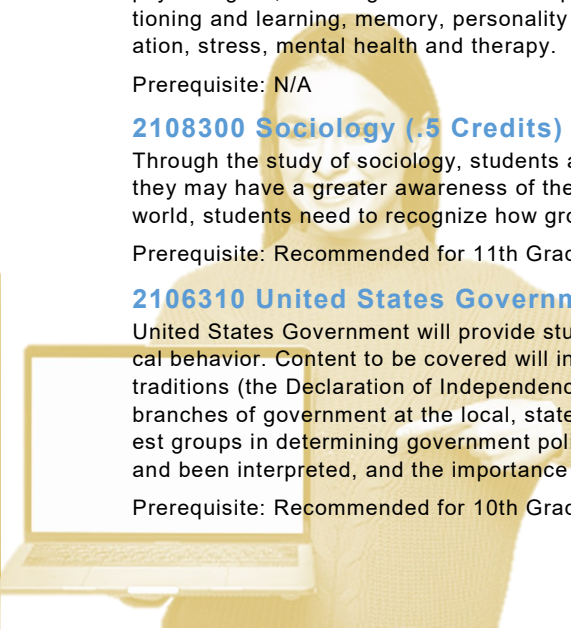 tioning and learning, memory, personality
ation, stress, mental health and therapy.
Prerequisite: N/A
2108300 Sociology (.5 Credits)
Through the study of sociology, students a
they may have a greater awareness of the
world, students need to recognize how gro
Prerequisite: Recommended for 11th Grad
2106310 United States Governm
United States Government will provide stu
cal behavior. Content to be covered will in
traditions (the Declaration of Independenc
branches of government at the local, state
est groups in determining government poli
and been interpreted, and the importance
Prerequisite: Recommended for 10th Grad